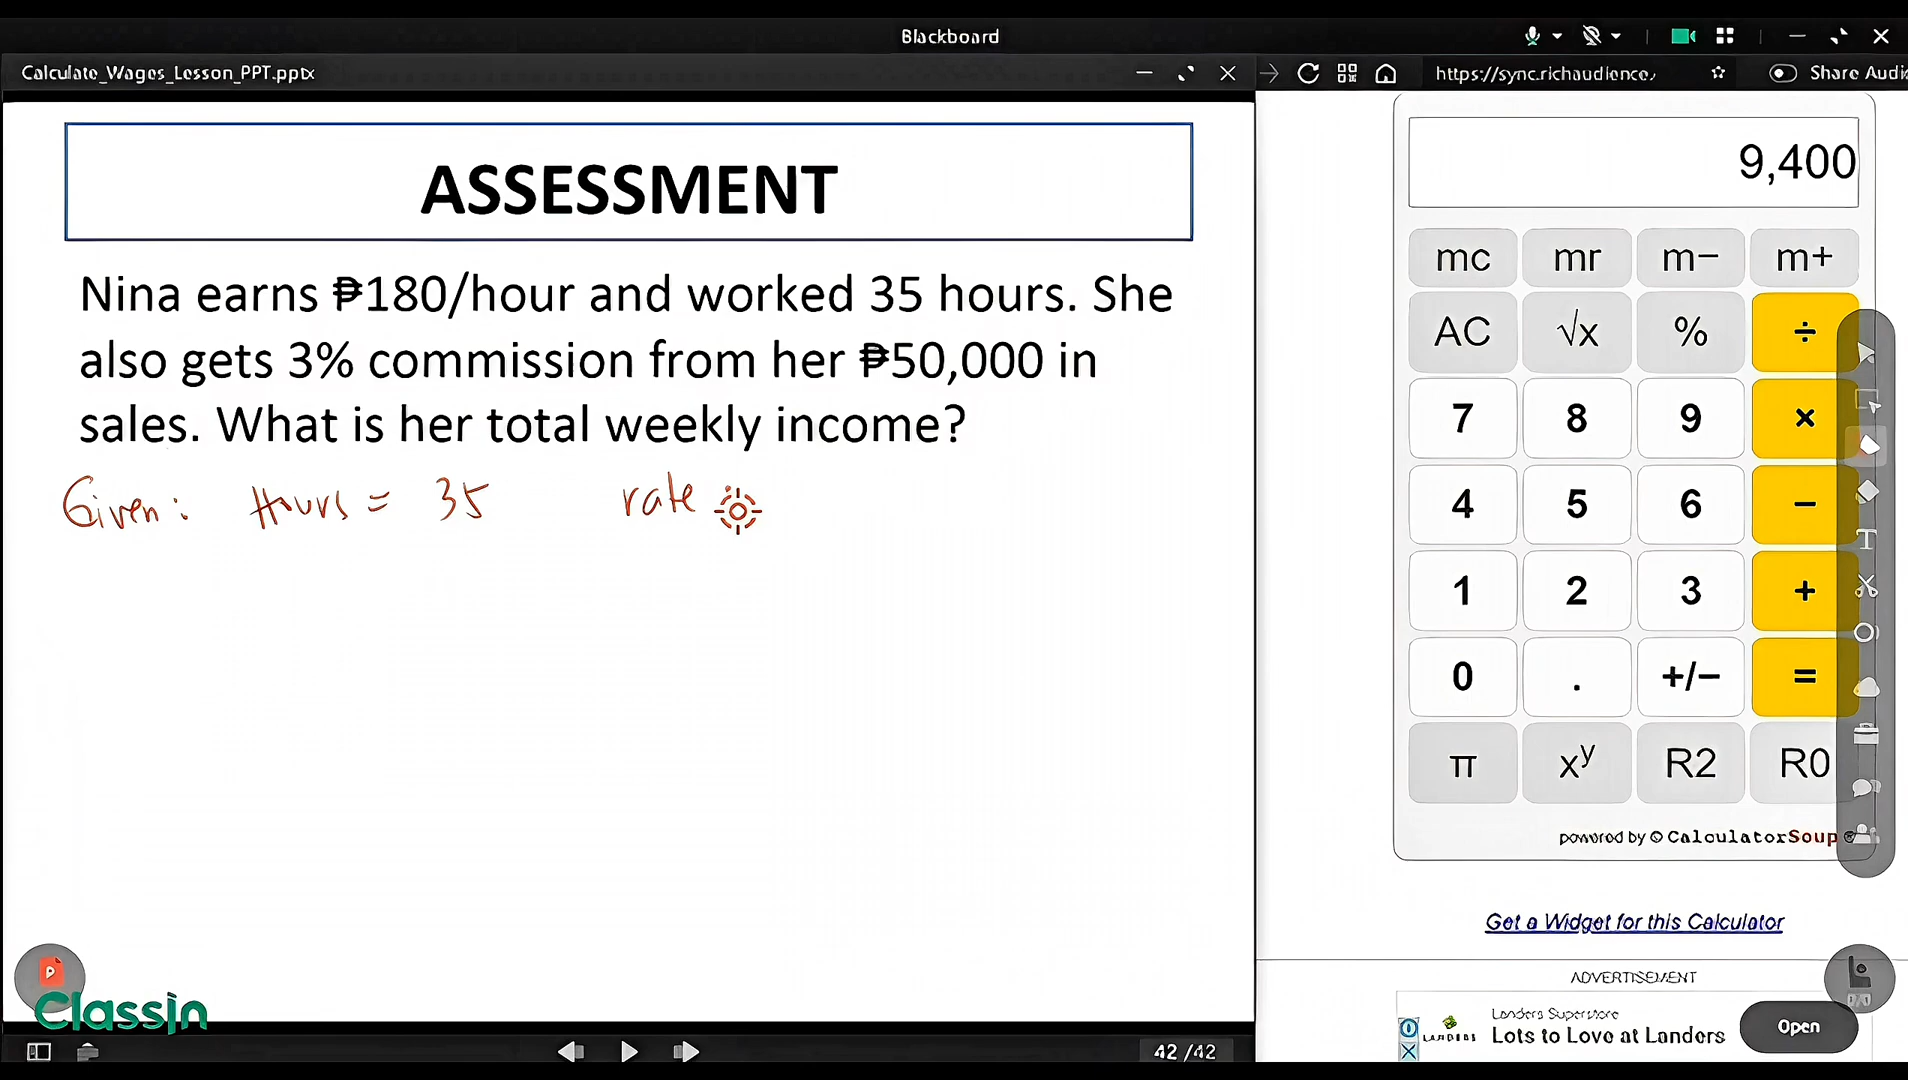 Blackboard
Calculate_Wages_Lesson_PPT.pptx
https://sync.richaudience.
Share Audi
ASSESSMENT
Nina earns ₱180/hour and worked 35 hours. She
also gets 3% commission from her ₱50,000 in
sales. What is her total weekly income?
Given: Hours = 35 rate
9,400
mc mr m− m+
AC √x % ÷
7 8 9 ×
4 5 6 −
1 2 3 +
0 . +/− =
π xʸ R2 R0
powered by © CalculatorSoup ®
Get a Widget for this Calculator
ADVERTISEMENT
Landers Superstore
LANDERS
Lots to Love at Landers
Open
0/0
ClassIn
42 /42